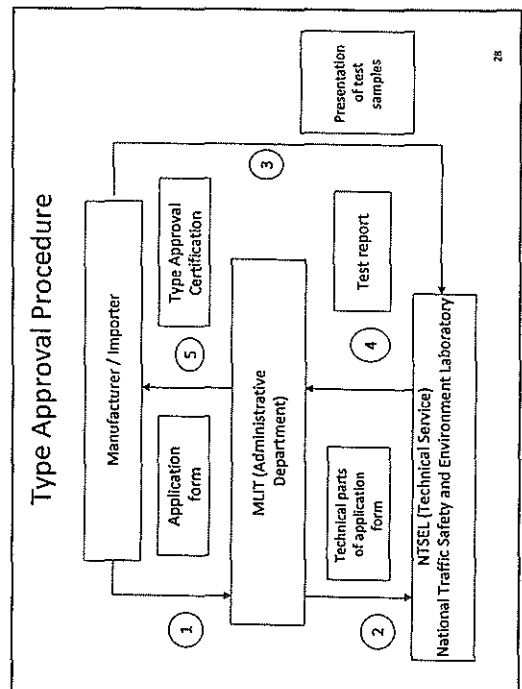 Type Approval Procedure
Manufacturer / Importer
1
Application
form
5
Type Approval
Certification
3
Presentation
of test
samples
MLIT (Administrative
Department)
2
Technical parts
of application
form
4
Test report
NTSEL (Technical Service)
National Traffic Safety and Environment Laboratory
28